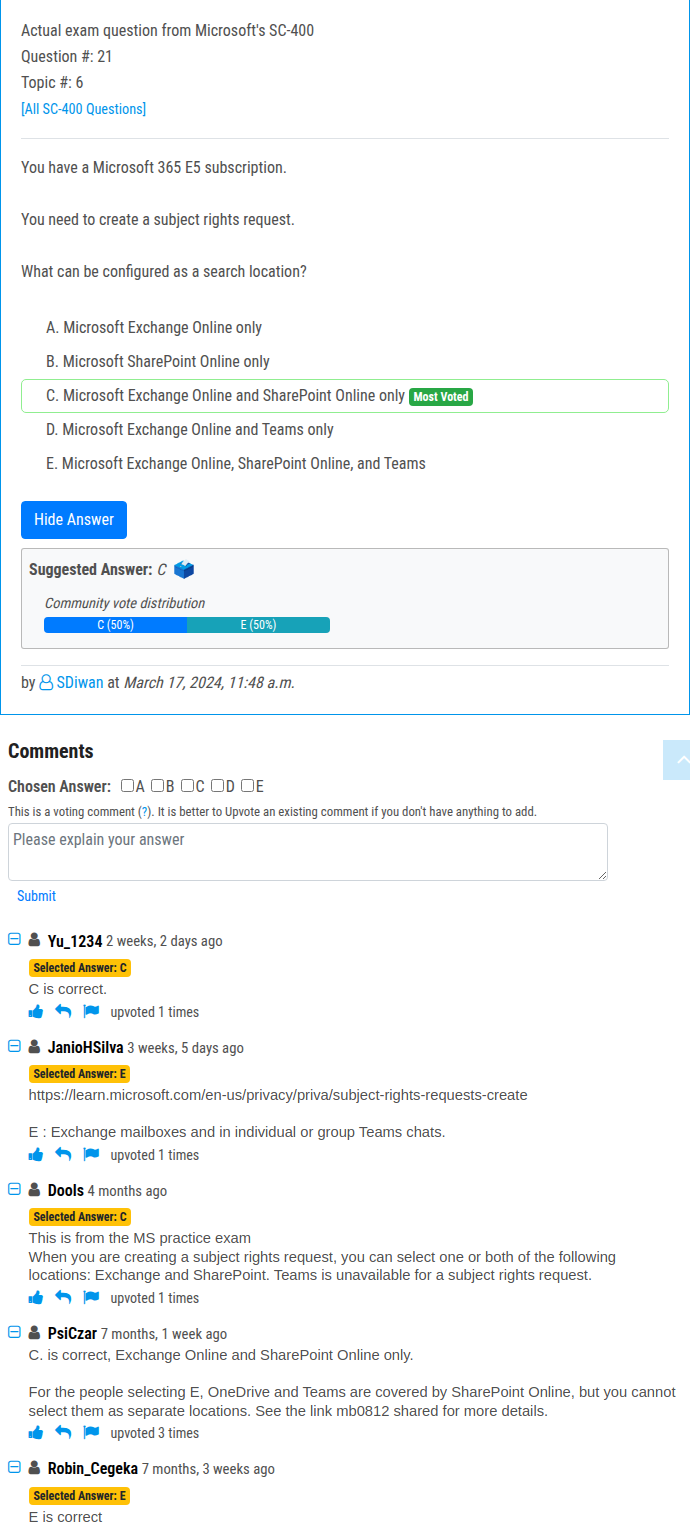 Actual exam question from Microsoft's SC-400
Question #: 21
Topic #: 6
[All SC-400 Questions]
You have a Microsoft 365 E5 subscription.
You need to create a subject rights request.
What can be configured as a search location?
A. Microsoft Exchange Online only
B. Microsoft SharePoint Online only
C. Microsoft Exchange Online and SharePoint Online only Most Voted
D. Microsoft Exchange Online and Teams only
E. Microsoft Exchange Online, SharePoint Online, and Teams
Hide Answer
Suggested Answer: C
Community vote distribution
C (50%) E (50%)
by SDiwan at March 17, 2024, 11:48 a.m.
Comments
Chosen Answer: A B C D E
This is a voting comment (?). It is better to Upvote an existing comment if you don't have anything to add.
Please explain your answer
Submit
Yu_1234 2 weeks, 2 days ago
Selected Answer: C
C is correct.
upvoted 1 times
JanioHSilva 3 weeks, 5 days ago
Selected Answer: E
https://learn.microsoft.com/en-us/privacy/priva/subject-rights-requests-create
E : Exchange mailboxes and in individual or group Teams chats.
upvoted 1 times
Dools 4 months ago
Selected Answer: C
This is from the MS practice exam
When you are creating a subject rights request, you can select one or both of the following
locations: Exchange and SharePoint. Teams is unavailable for a subject rights request.
upvoted 1 times
PsiCzar 7 months, 1 week ago
C. is correct, Exchange Online and SharePoint Online only.
For the people selecting E, OneDrive and Teams are covered by SharePoint Online, but you cannot
select them as separate locations. See the link mb0812 shared for more details.
upvoted 3 times
Robin_Cegeka 7 months, 3 weeks ago
Selected Answer: E
E is correct